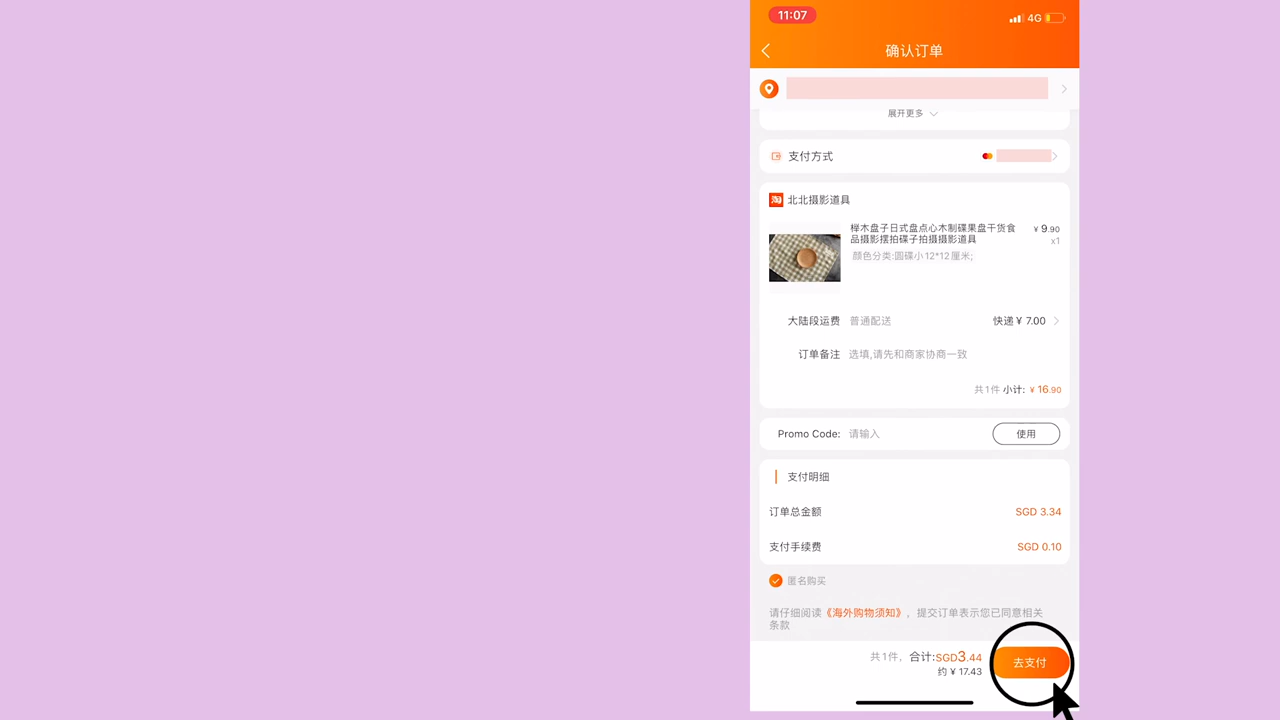 11:07
4G
确认订单
展开更多
支付方式
淘 北北摄影道具
榉木盘子日式盘点心木制碟果盘干货食 ¥ 9.90
品摄影摆拍碟子拍摄摄影道具 x1
颜色分类:圆碟小12*12厘米;
大陆段运费 普通配送 快递 ¥ 7.00
订单备注 选填,请先和商家协商一致
共1件 小计: ¥ 16.90
Promo Code: 请输入 使用
支付明细
订单总金额 SGD 3.34
支付手续费 SGD 0.10
匿名购买
请仔细阅读《海外购物须知》，提交订单表示您已同意相关
条款
共1件，合计:SGD3.44 去支付
约 ¥ 17.43